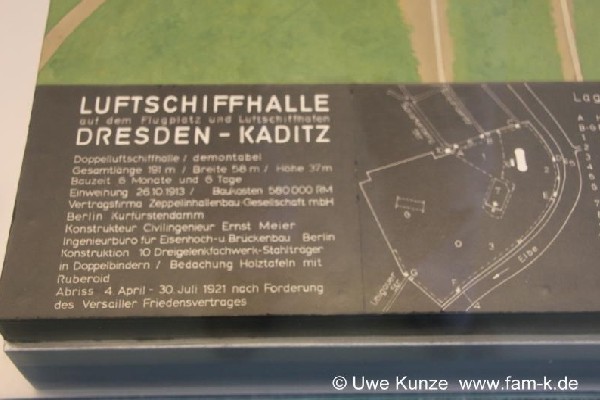 LUFTSCHIFFHALLE
auf dem Flugplatz und Luftschiffhafen
DRESDEN - KADITZ
Doppelluftschiffhalle / demontabel
Gesamtlänge 191 m / Breite 58 m / Höhe 37m
Bauzeit 6 Monate und 6 Tage
Einweihung 26.10.1913 / Baukosten 580 000 RM
Vertragsfirma Zeppelinhallenbau-Gesellschaft mbH
Berlin Kurfürstendamm
Konstrukteur Civilingenieur Ernst Meier
Ingenieurbüro für Eisenhoch-u. Brückenbau Berlin
Konstruktion 10 Dreigelenkfachwerk-Stahlträger
in Doppelbindern / Bedachung Holztafeln mit
Ruberoid
Abriss 4. April - 30. Juli 1921 nach Forderung
des Versailler Friedensvertrages
Lag
Elbe
© Uwe Kunze www.fam-k.de